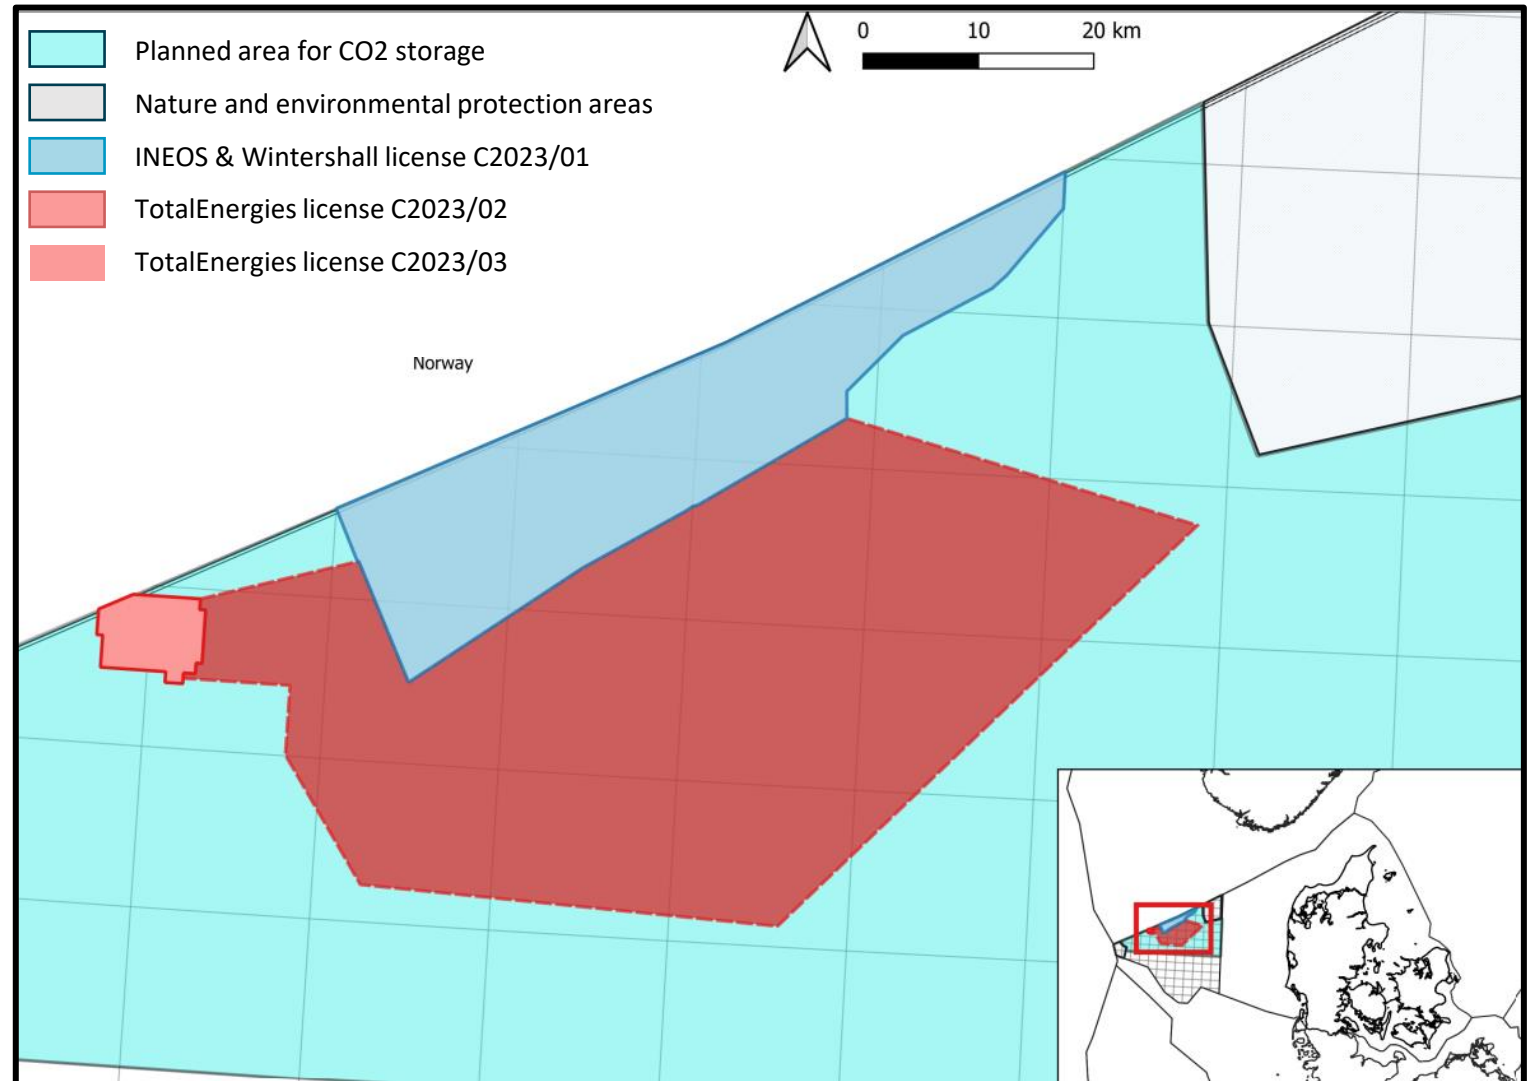 0 10 20 km
Planned area for CO2 storage
Nature and environmental protection areas
INEOS & Wintershall license C2023/01
TotalEnergies license C2023/02
TotalEnergies license C2023/03
Norway